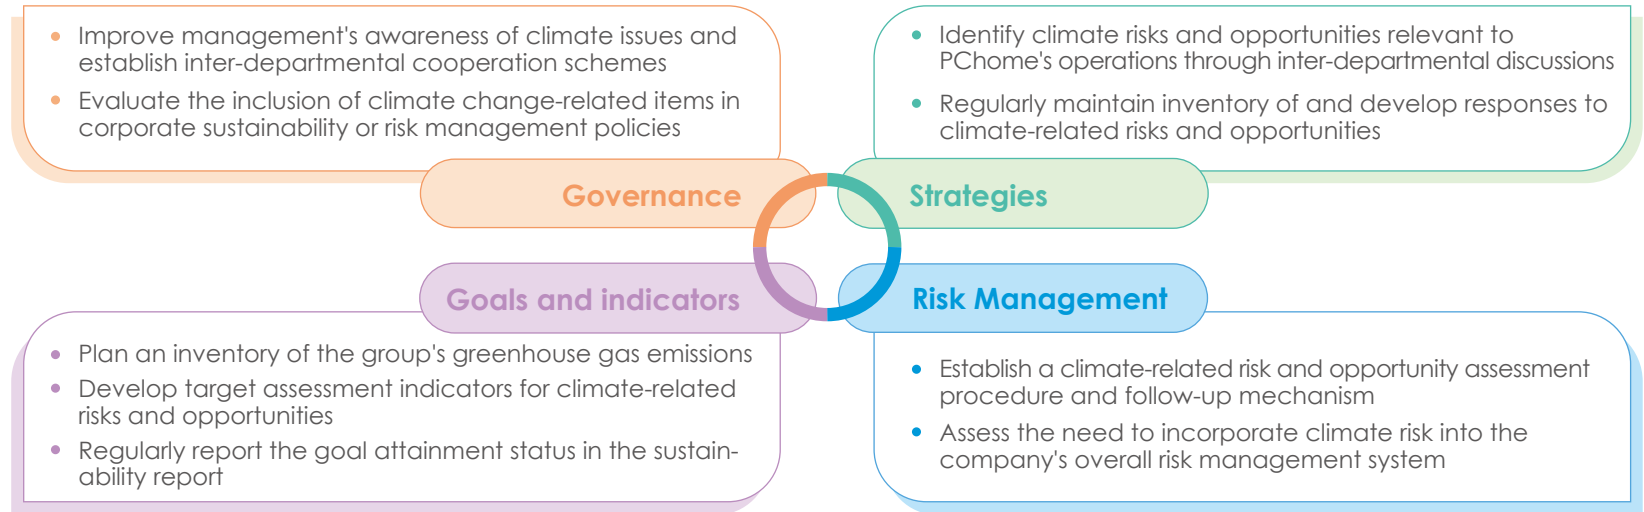 Improve management's awareness of climate issues and
establish inter-departmental cooperation schemes
Evaluate the inclusion of climate change-related items in
corporate sustainability or risk management policies
Governance
Identify climate risks and opportunities relevant to
PChome's operations through inter-departmental discussions
Regularly maintain inventory of and develop responses to
climate-related risks and opportunities
Strategies
Goals and indicators
Plan an inventory of the group's greenhouse gas emissions
Develop target assessment indicators for climate-related
risks and opportunities
Regularly report the goal attainment status in the sustain-
ability report
Risk Management
Establish a climate-related risk and opportunity assessment
procedure and follow-up mechanism
Assess the need to incorporate climate risk into the
company's overall risk management system